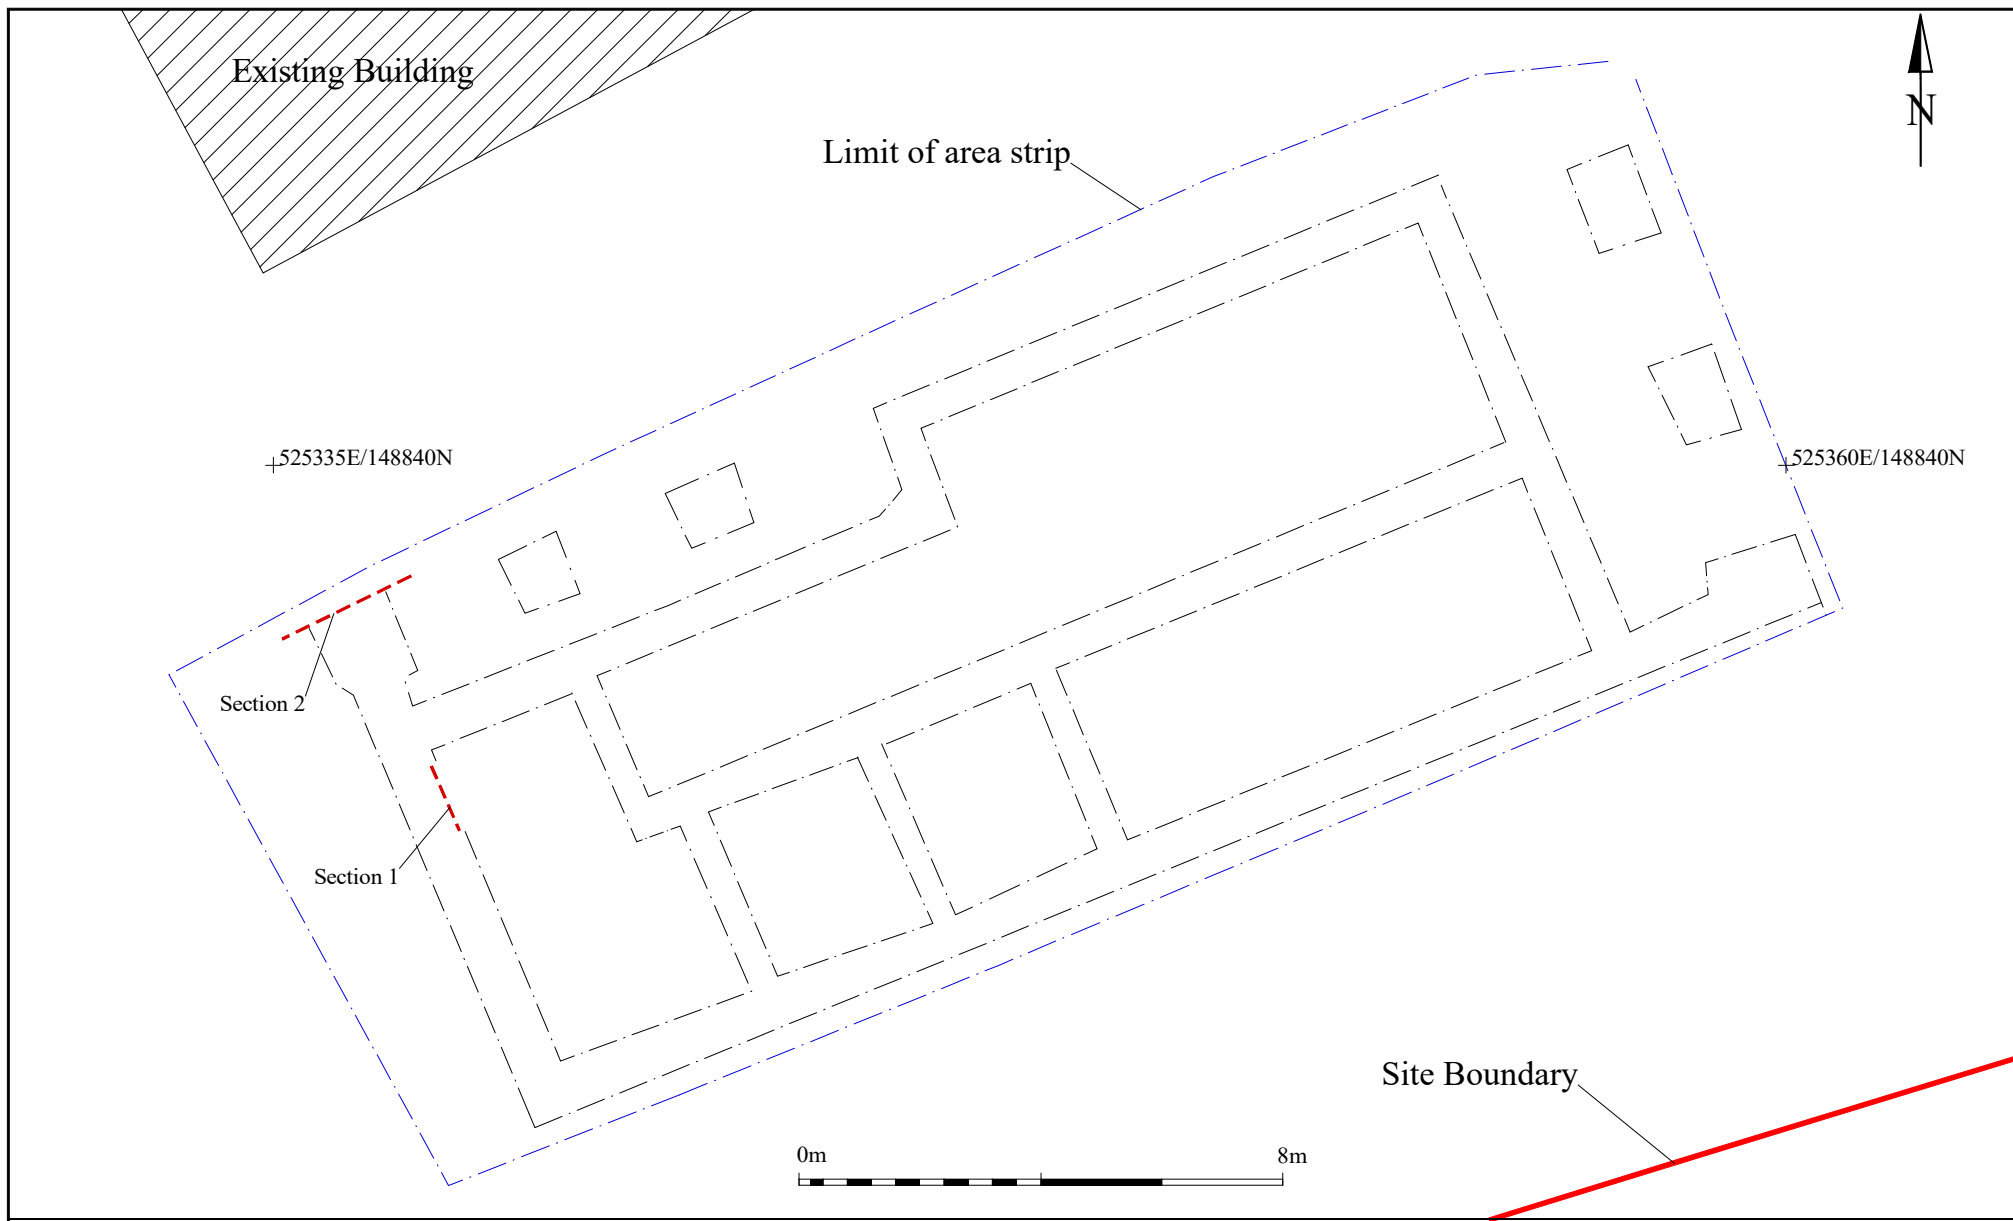 Existing Building
N
Limit of area strip
525335E/148840N
525360E/148840N
Section 2
Section 1
Site Boundary
0m
8m